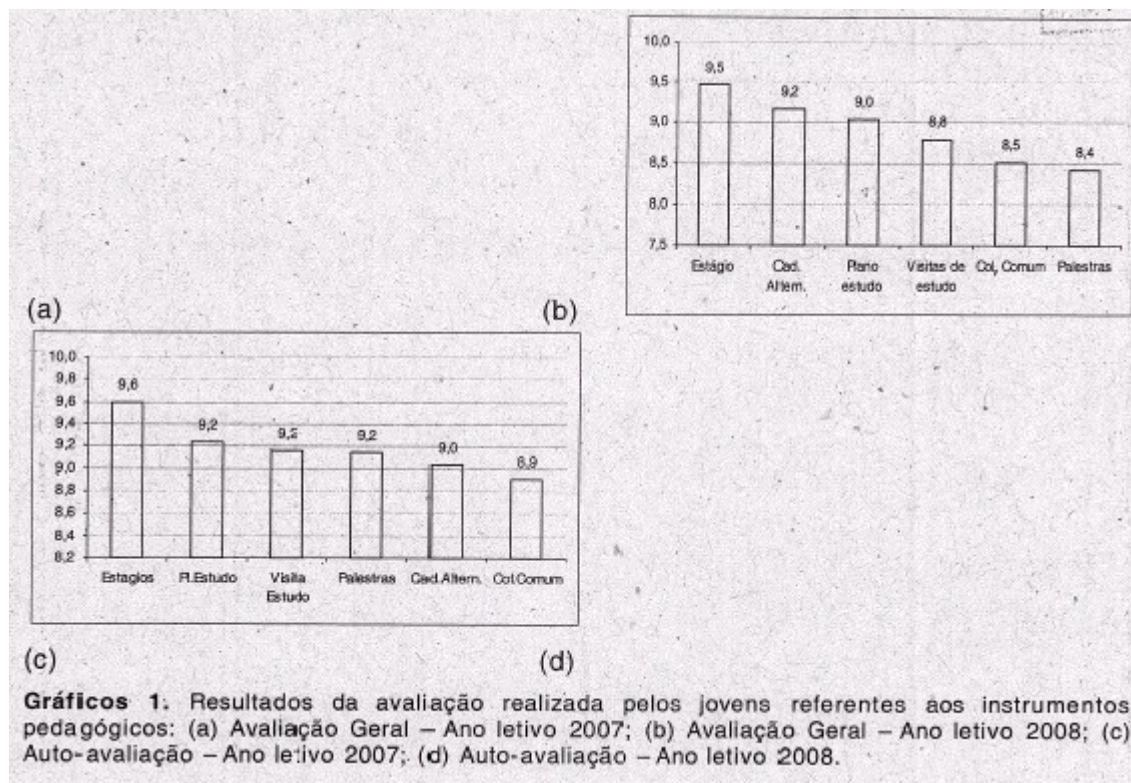 10,0
9,5
9,0
8,5
8,0
7,5
9,5
9,2
9,0
8,8
8,5
8,4
Estágio
Cad. Altern.
Plano estudo
Visitas de estudo
Col. Comum
Palestras
(a)
(b)
10,0
9,8
9,6
9,4
9,2
9,0
8,8
8,6
8,4
8,2
9,6
9,2
9,2
9,2
9,0
8,9
Estagios
Pl.Estudo
Visita Estudo
Palestras
Cad.Altern.
Col.Comum
(c)
(d)
Gráficos 1. Resultados da avaliação realizada pelos jovens referentes aos instrumentos
pedagógicos: (a) Avaliação Geral – Ano letivo 2007; (b) Avaliação Geral – Ano letivo 2008; (c)
Auto-avaliação – Ano letivo 2007; (d) Auto-avaliação – Ano letivo 2008.